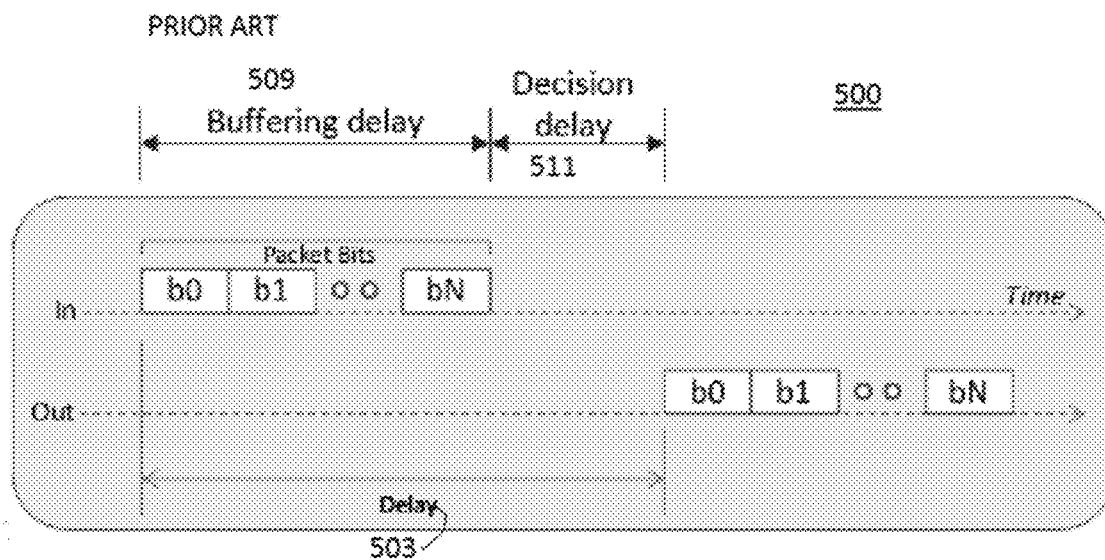 PRIOR ART
509
Buffering delay
Decision
delay
511
500
Packet Bits
b0 b1 bN
In
Time
Out
b0 b1 bN
Delay
503